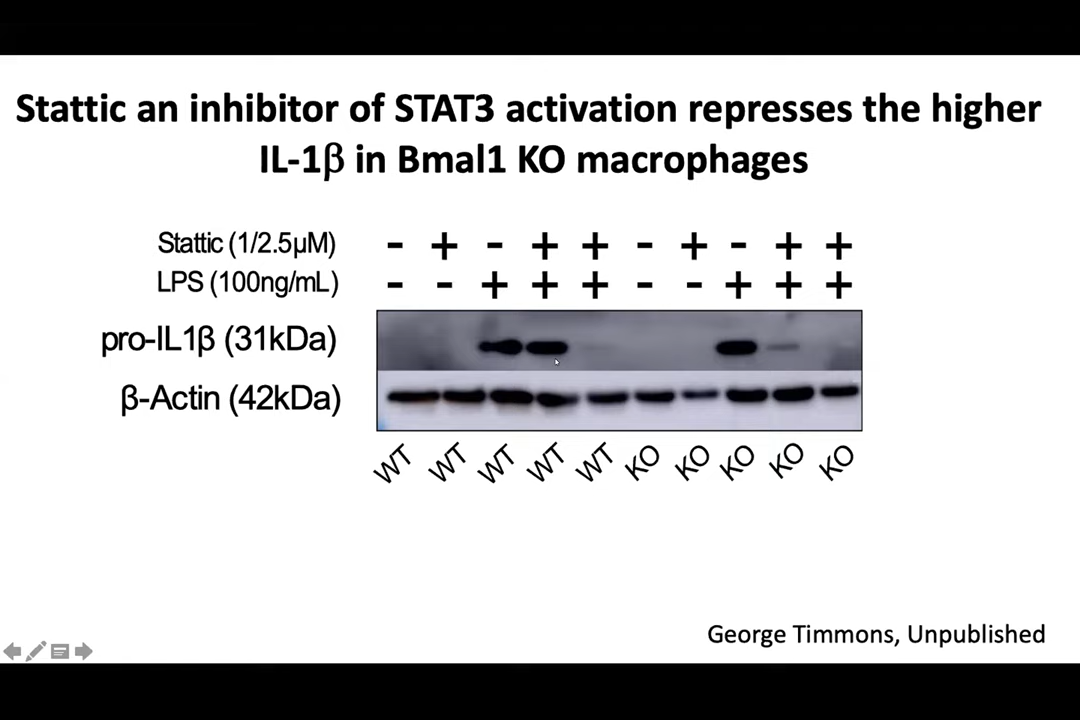 Stattic an inhibitor of STAT3 activation represses the higher
IL-1β in Bmal1 KO macrophages
Stattic (1/2.5µM) - + - + + - + - + +
LPS (100ng/mL) - - + + + - - + + +
pro-IL1β (31kDa)
β-Actin (42kDa)
WT WT WT WT WT KO KO KO KO KO
George Timmons, Unpublished